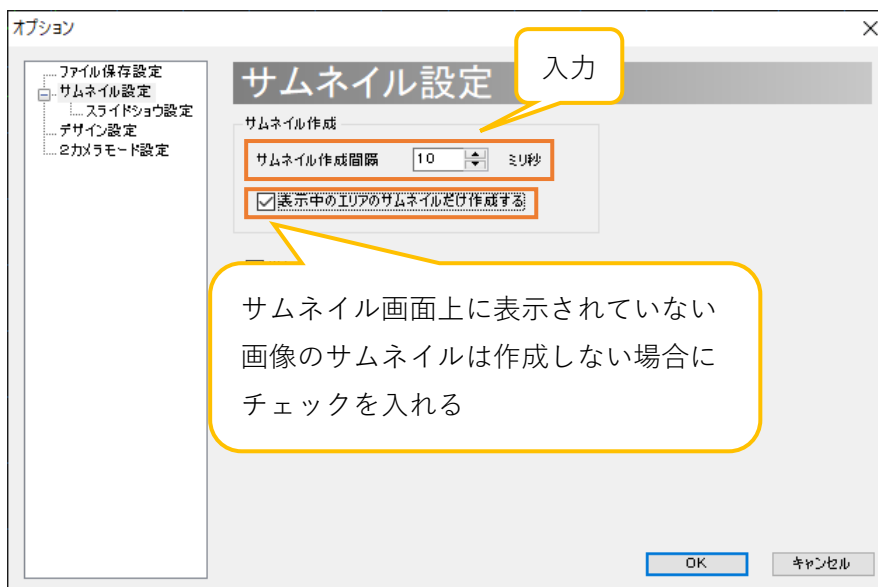 オプション
ファイル保存設定
サムネイル設定
スライドショウ設定
デザイン設定
2カメラモード設定
サムネイル設定
入力
サムネイル作成
サムネイル作成間隔 10 ミリ秒
表示中のエリアのサムネイルだけ作成する
サムネイル画面上に表示されていない
画像のサムネイルは作成しない場合に
チェックを入れる
OK キャンセル